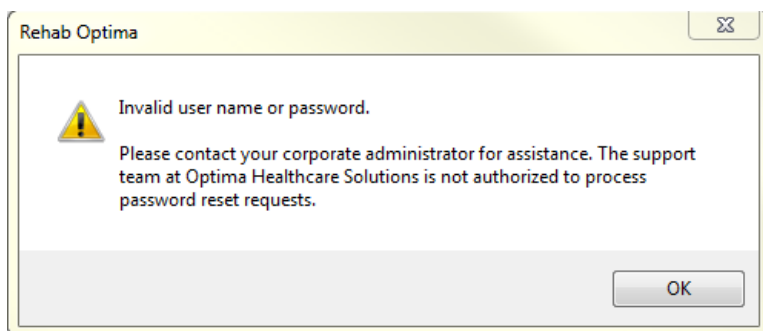 Rehab Optima
Invalid user name or password.
Please contact your corporate administrator for assistance. The support
team at Optima Healthcare Solutions is not authorized to process
password reset requests.
OK